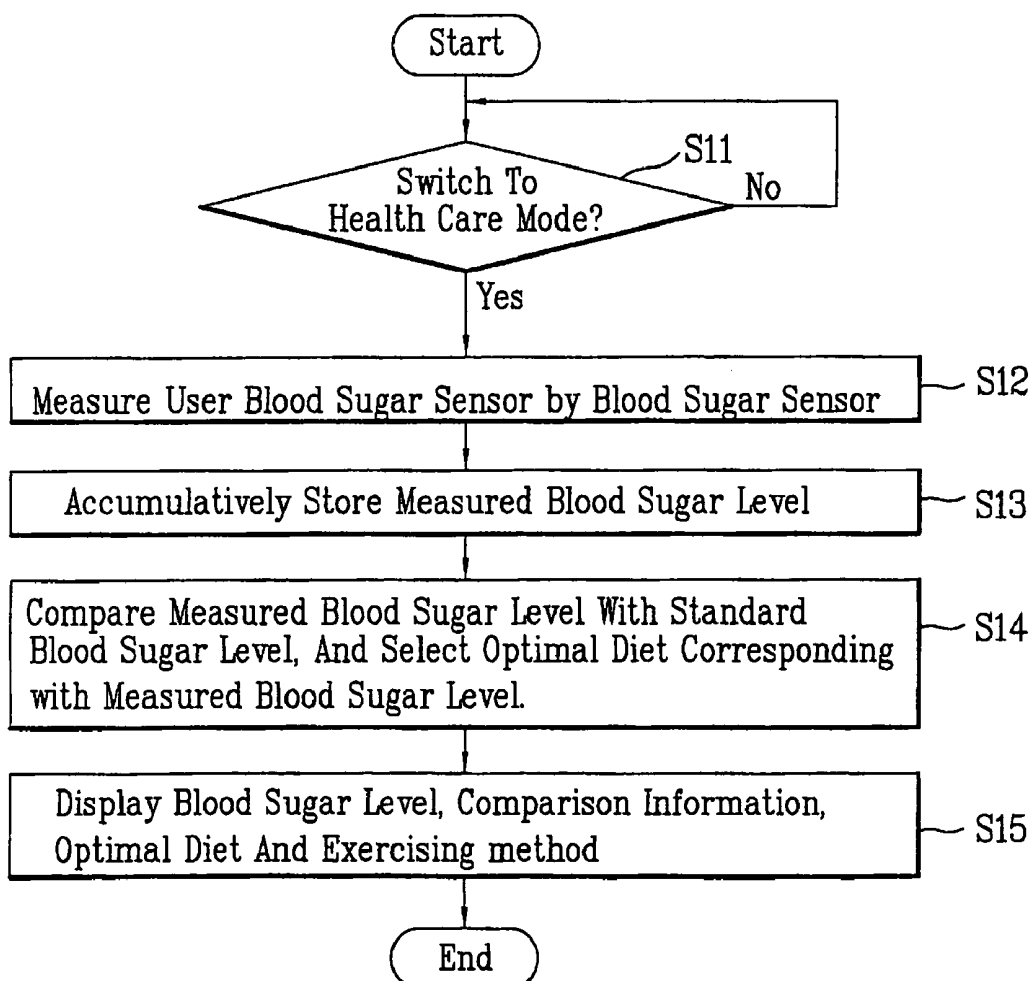 Start
S11
Switch To
Health Care Mode?
No
Yes
Measure User Blood Sugar Sensor by Blood Sugar Sensor
S12
Accumulatively Store Measured Blood Sugar Level
S13
Compare Measured Blood Sugar Level With Standard
Blood Sugar Level, And Select Optimal Diet Corresponding
with Measured Blood Sugar Level.
S14
Display Blood Sugar Level, Comparison Information,
Optimal Diet And Exercising method
S15
End